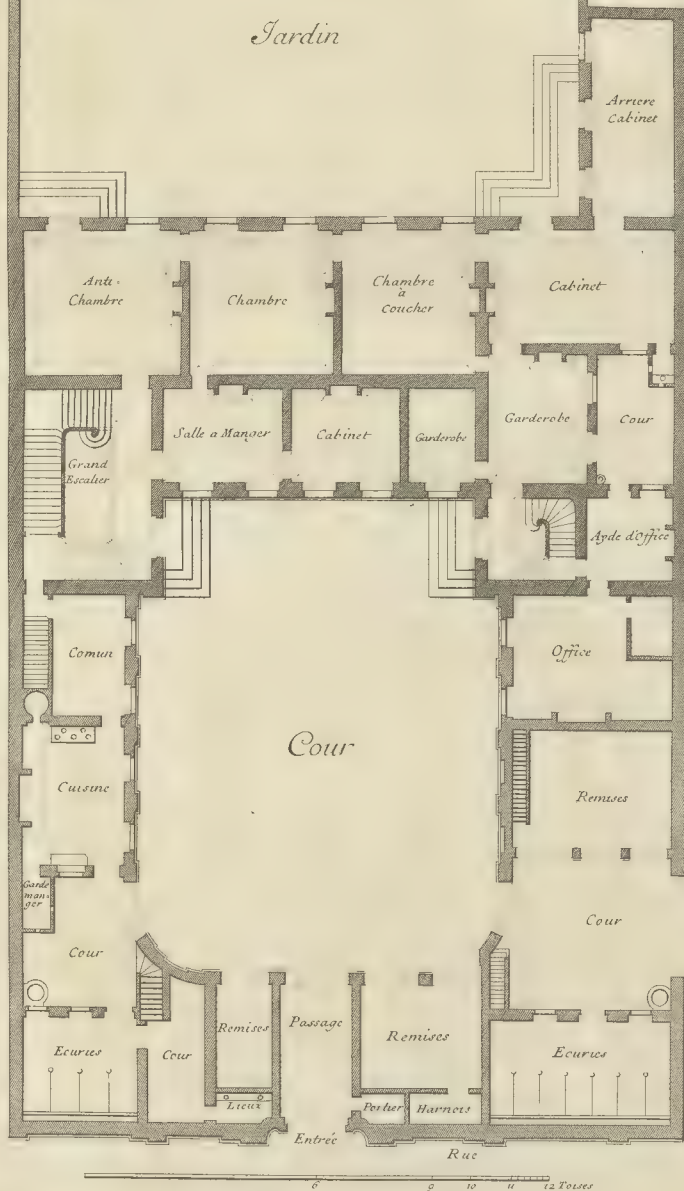 Jardin
Arriere
Cabinet
Anti-
Chambre
Chambre
Chambre
à
Coucher
Cabinet
Salle a Manger
Cabinet
Garderobe
Garderobe
Cour
Grand
Escalier
Ayde d'Office
Comun
Office
Cour
Cuisine
Remises
Garde
man-
ger
Cour
Cour
Remises
Passage
Remises
Ecuries
Cour
Ecuries
Lieux
Portier
Harnois
Entrée
Rue
6 9 10 11 12 Toises